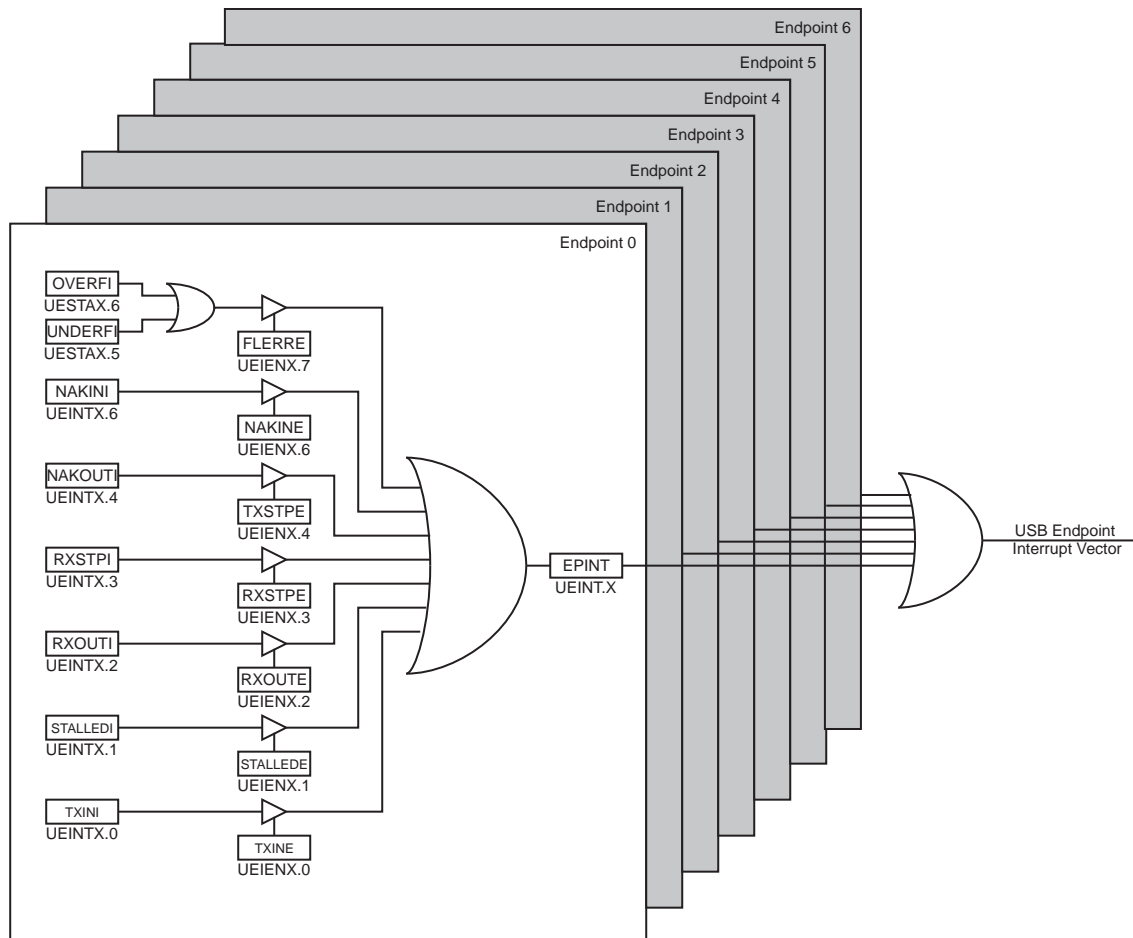 Endpoint 6
Endpoint 5
Endpoint 4
Endpoint 3
Endpoint 2
Endpoint 1
Endpoint 0
OVERFI
UESTAX.6
UNDERFI
UESTAX.5
FLERRE
UEIENX.7
NAKINI
UEINTX.6
NAKINE
UEIENX.6
NAKOUTI
UEINTX.4
TXSTPE
UEIENX.4
RXSTPI
UEINTX.3
RXSTPE
UEIENX.3
RXOUTI
UEINTX.2
RXOUTE
UEIENX.2
STALLEDI
UEINTX.1
STALLEDE
UEIENX.1
TXINI
UEINTX.0
TXINE
UEIENX.0
EPINT
UEINT.X
USB Endpoint
Interrupt Vector